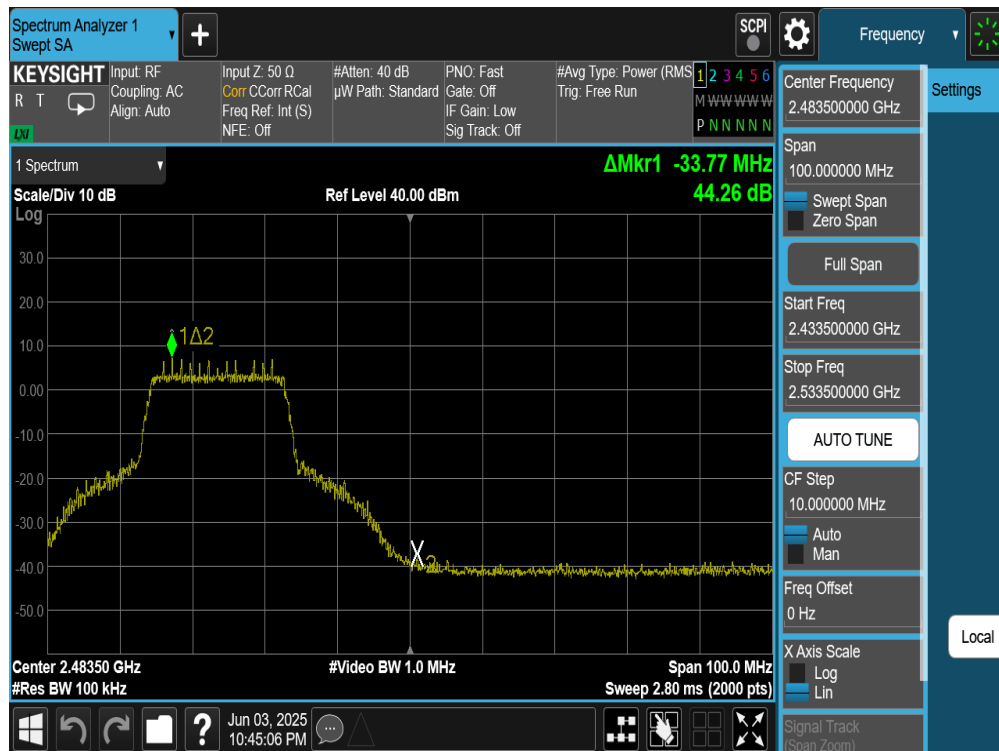 Spectrum Analyzer 1
Swept SA
+
SCPI
Frequency
KEYSIGHT
R T
LXI
Input: RF
Coupling: AC
Align: Auto
Input Z: 50 Ω
Corr CCorr RCal
Freq Ref: Int (S)
NFE: Off
#Atten: 40 dB
µW Path: Standard
PNO: Fast
Gate: Off
IF Gain: Low
Sig Track: Off
#Avg Type: Power (RMS
Trig: Free Run
1 2 3 4 5 6
M W W W W W
P N N N N N
1 Spectrum
Scale/Div 10 dB
Log
Ref Level 40.00 dBm
ΔMkr1 -33.77 MHz
44.26 dB
30.0
20.0
10.0
0.00
-10.0
-20.0
-30.0
-40.0
-50.0
1Δ2
X2
Center 2.48350 GHz
#Res BW 100 kHz
#Video BW 1.0 MHz
Span 100.0 MHz
Sweep 2.80 ms (2000 pts)
Center Frequency
2.483500000 GHz
Span
100.000000 MHz
Swept Span
Zero Span
Full Span
Start Freq
2.433500000 GHz
Stop Freq
2.533500000 GHz
AUTO TUNE
CF Step
10.000000 MHz
Auto
Man
Freq Offset
0 Hz
X Axis Scale
Log
Lin
Signal Track
(Span Zoom)
Settings
Local
?
Jun 03, 2025
10:45:06 PM